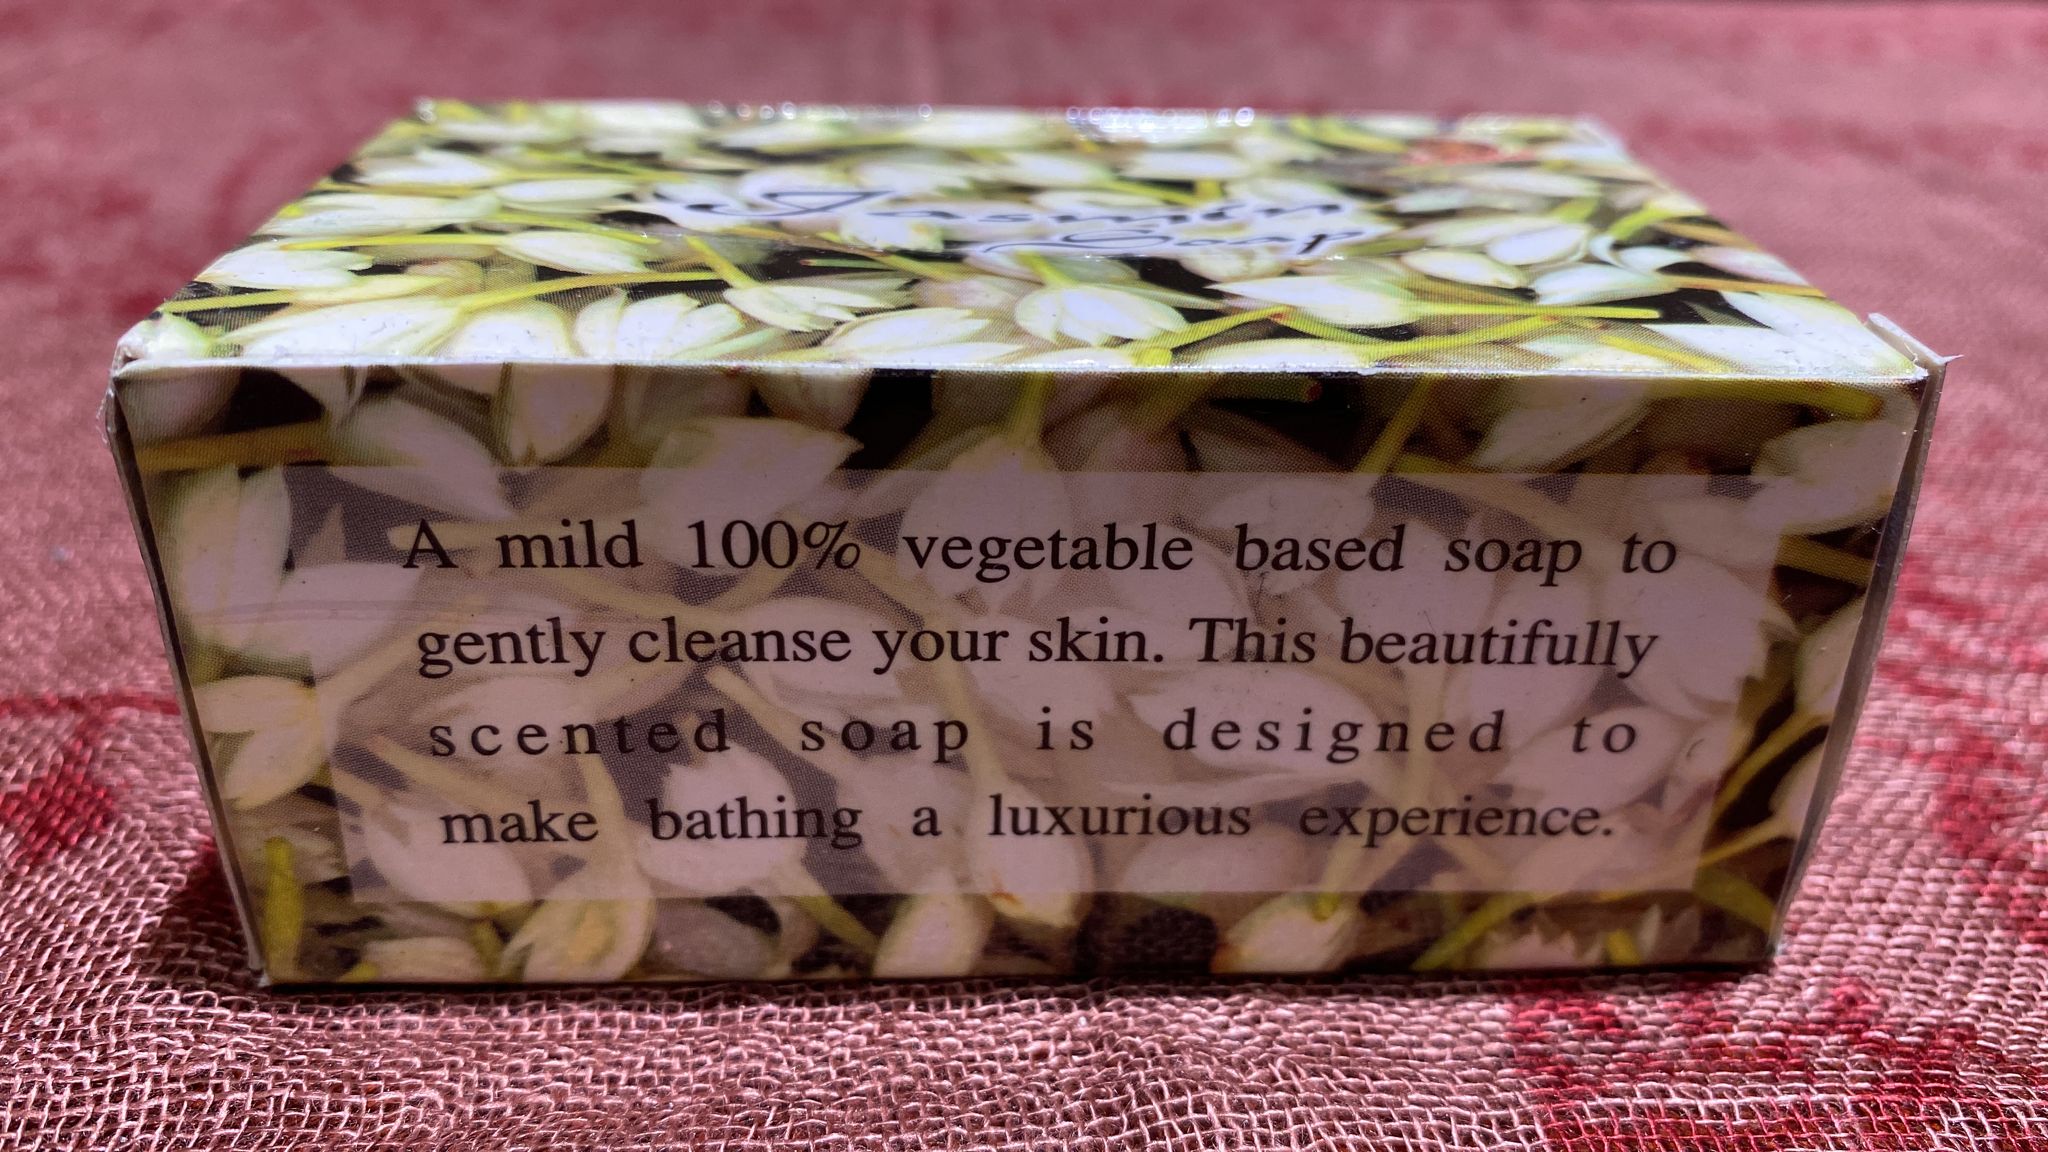 Jasmin
Soap
A mild 100% vegetable based soap to
gently cleanse your skin. This beautifully
scented soap is designed to
make bathing a luxurious experience.